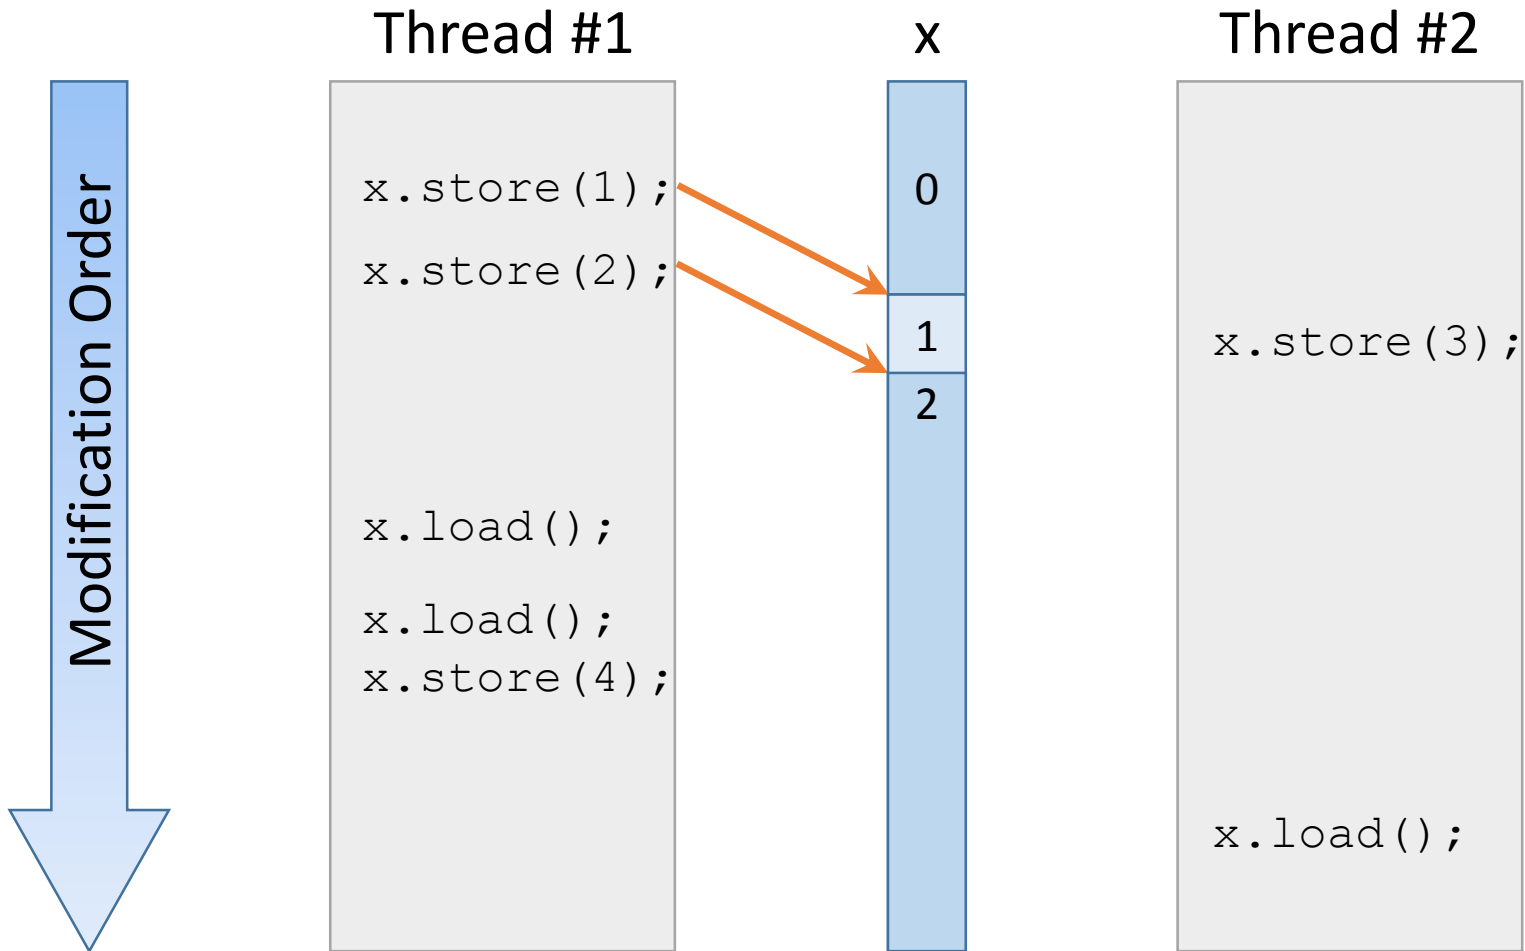 Thread #1
x
Thread #2
Modification Order
x.store(1);
0
x.store(2);
1
x.store(3);
2
x.load();
x.load();
x.store(4);
x.load();